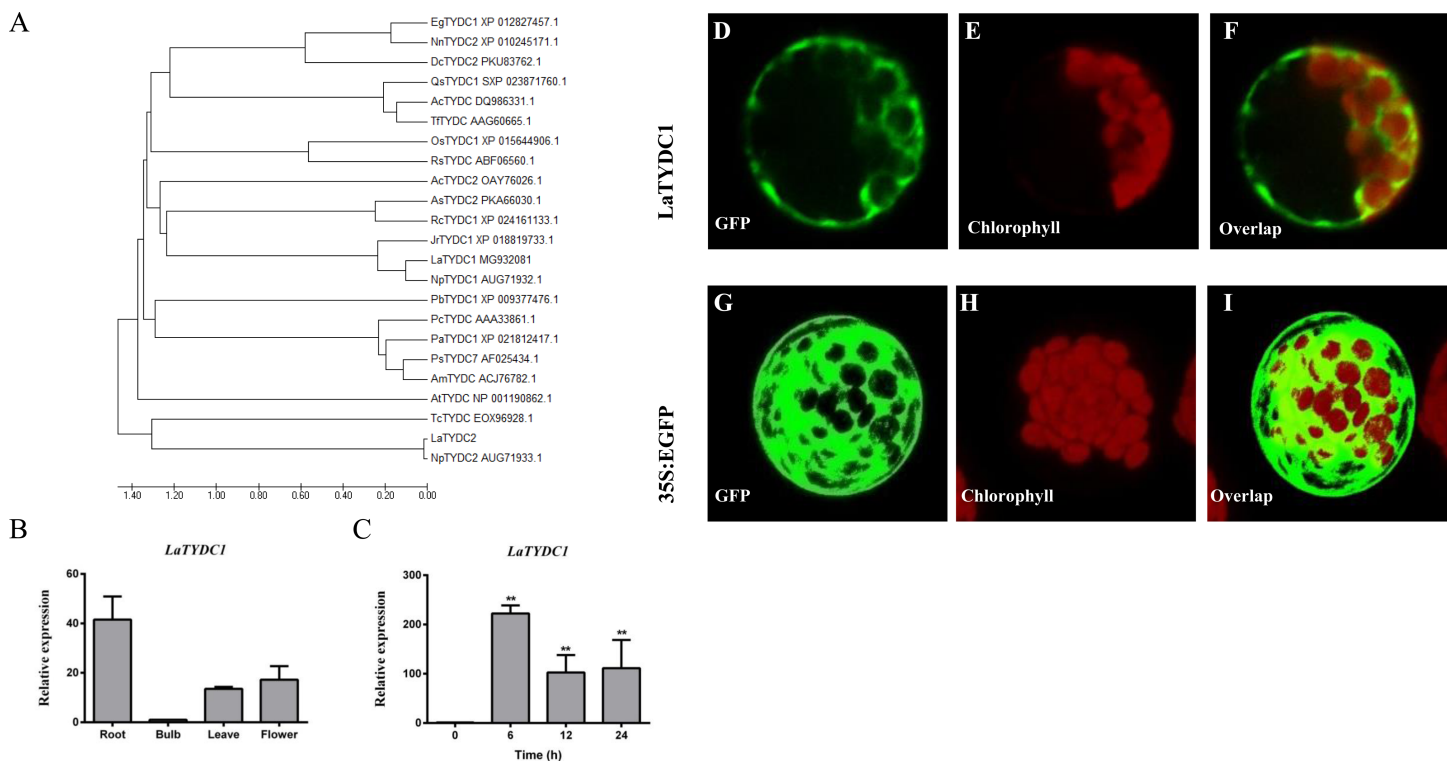 A
EgTYDC1 XP 012827457.1
NnTYDC2 XP 010245171.1
DcTYDC2 PKU83762.1
QsTYDC1 SXP 023871760.1
AcTYDC DQ986331.1
TfTYDC AAG60665.1
OsTYDC1 XP 015644906.1
RsTYDC ABF06560.1
AcTYDC2 OAY76026.1
AsTYDC2 PKA66030.1
RcTYDC1 XP 024161133.1
JrTYDC1 XP 018819733.1
LaTYDC1 MG932081
NpTYDC1 AUG71932.1
PbTYDC1 XP 009377476.1
PcTYDC AAA33861.1
PaTYDC1 XP 021812417.1
PsTYDC7 AF025434.1
AmTYDC ACJ76782.1
AtTYDC NP 001190862.1
TcTYDC EOX96928.1
LaTYDC2
NpTYDC2 AUG71933.1
1.40 1.20 1.00 0.80 0.60 0.40 0.20 0.00
B
LaTYDC1
Relative expression
60
40
20
0
Root Bulb Leave Flower
C
LaTYDC1
Relative expression
300
200
100
0
** ** **
0 6 12 24
Time (h)
LaTYDC1
D
GFP
E
Chlorophyll
F
Overlap
35S:EGFP
G
GFP
H
Chlorophyll
I
Overlap